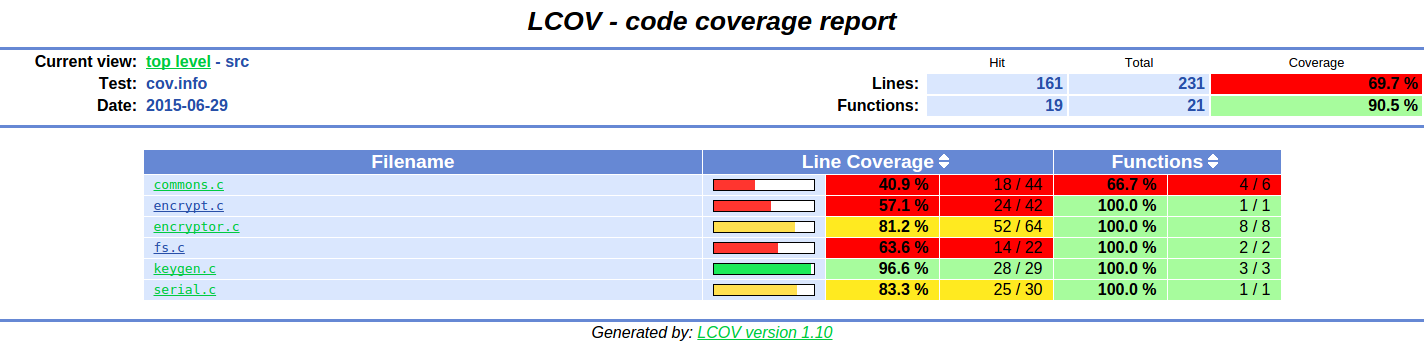 LCOV - code coverage report
Current view: top level - src
Test: cov.info
Date: 2015-06-29
Hit Total Coverage
Lines: 161 231 69.7 %
Functions: 19 21 90.5 %
Filename Line Coverage Functions
commons.c 40.9 % 18 / 44 66.7 % 4 / 6
encrypt.c 57.1 % 24 / 42 100.0 % 1 / 1
encryptor.c 81.2 % 52 / 64 100.0 % 8 / 8
fs.c 63.6 % 14 / 22 100.0 % 2 / 2
keygen.c 96.6 % 28 / 29 100.0 % 3 / 3
serial.c 83.3 % 25 / 30 100.0 % 1 / 1
Generated by: LCOV version 1.10